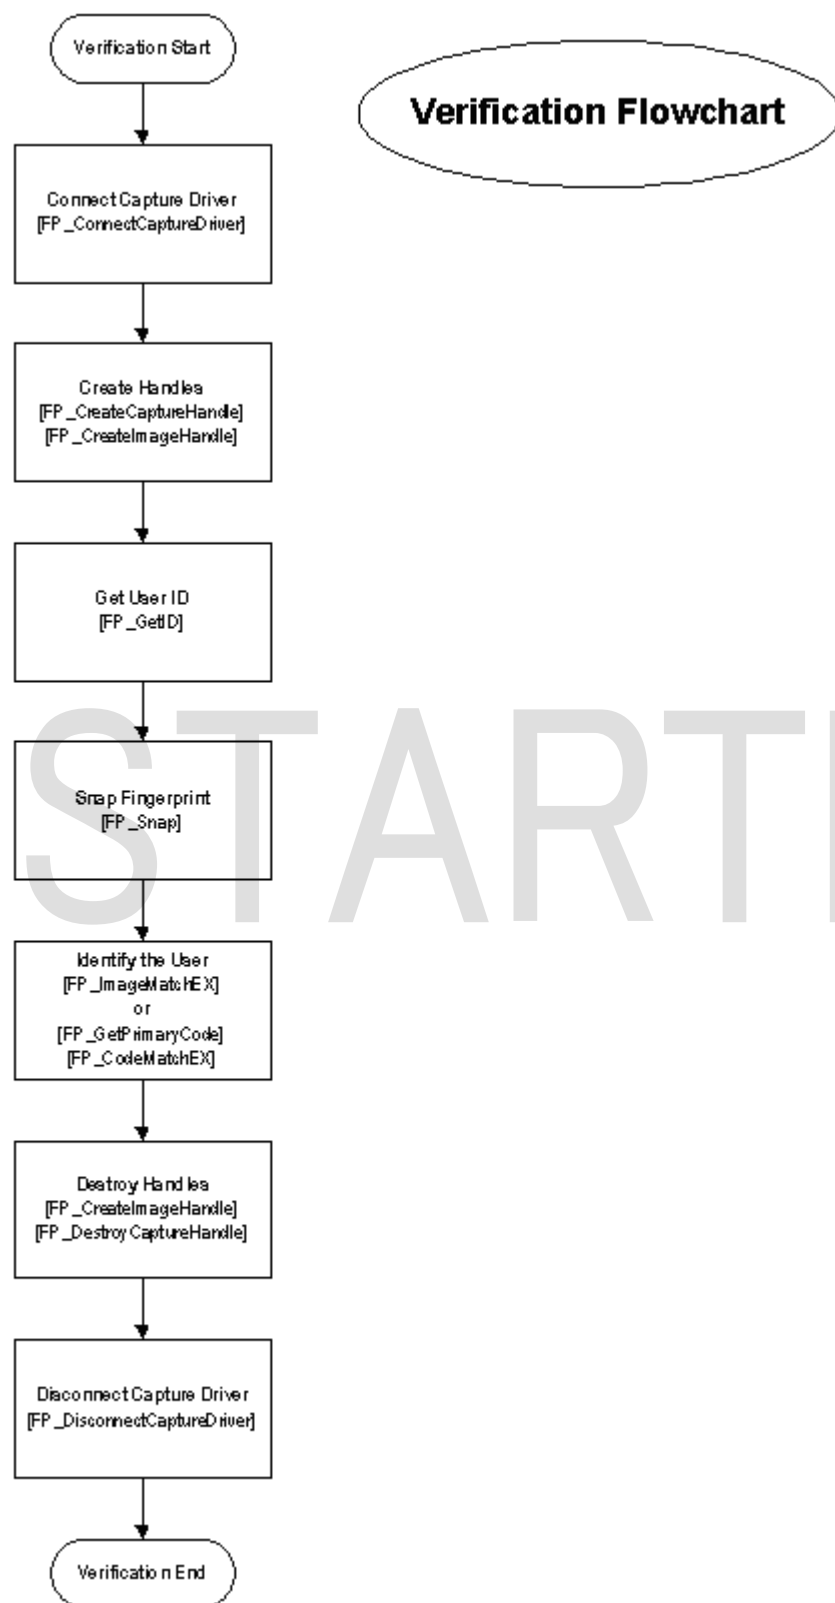 Verification Start
Verification Flowchart
Connect Capture Driver
[FP_ConnectCaptureDriver]
Create Handles
[FP_CreateCaptureHandle]
[FP_CreateImageHandle]
Get User ID
[FP_GetID]
Snap Fingerprint
[FP_Snap]
START
Identify the User
[FP_ImageMatchEX]
or
[FP_GetPrimaryCode]
[FP_CodeMatchEX]
Destroy Handles
[FP_CreateImageHandle]
[FP_DestroyCaptureHandle]
Disconnect Capture Driver
[FP_DisconnectCaptureDriver]
Verification End